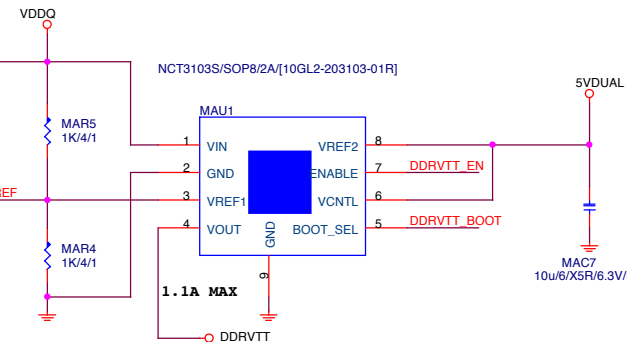 VDDQ
NCT3103S/SOP8/2A/[10GL2-203103-01R]
5VDUAL
MAU1
MAR5
1K/4/1
1 VIN VREF2 8
2 GND ENABLE 7 DDRVTT_EN
REF 3 VREF1 VCNTL 6
4 VOUT GND BOOT_SEL 5 DDRVTT_BOOT
MAR4
1K/4/1
9
1.1A MAX
MAC7
10u/6/X5R/6.3V/
DDRVTT